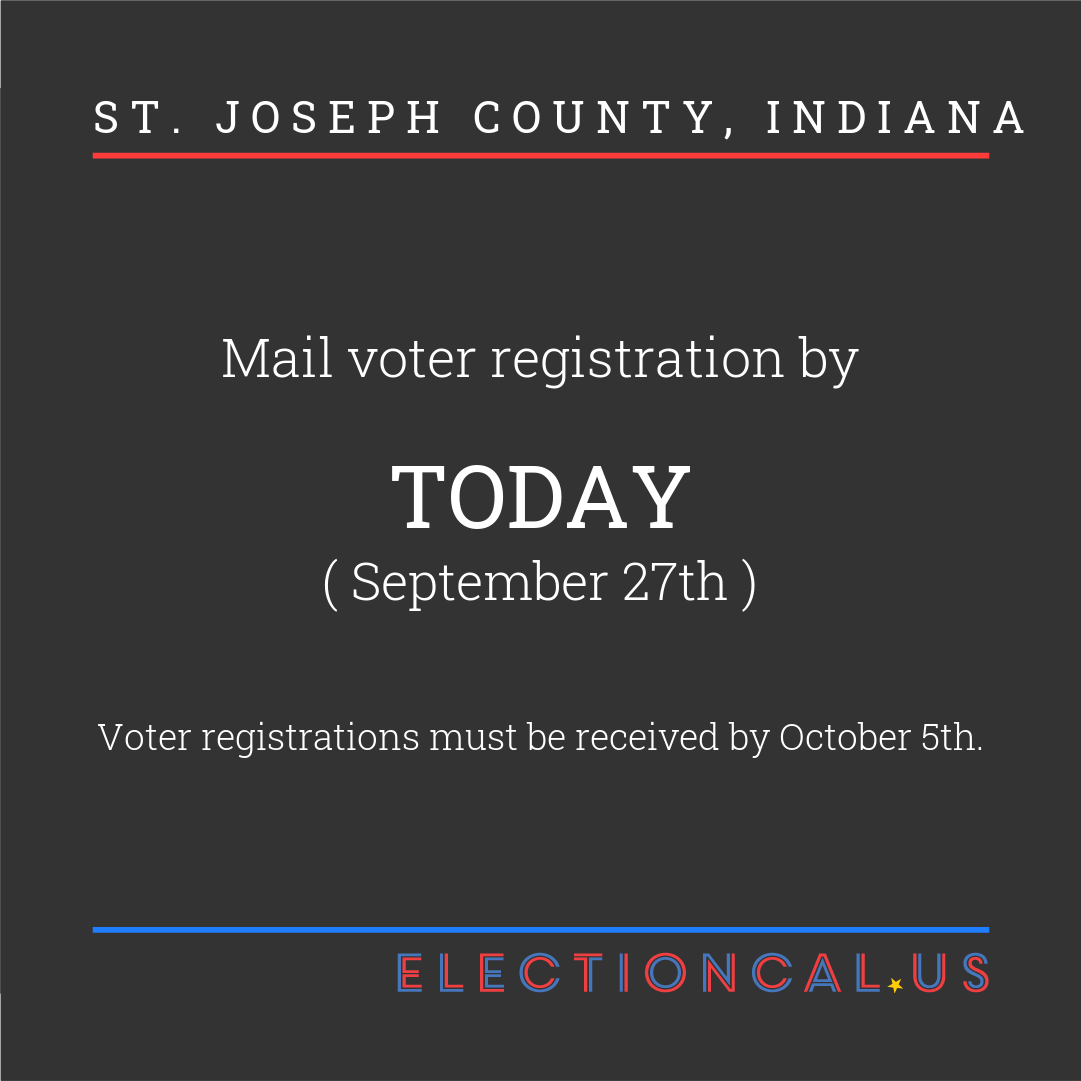 ST. JOSEPH COUNTY, INDIANA
Mail voter registration by
TODAY
( September 27th )
Voter registrations must be received by October 5th.
ELECTIONCAL.US